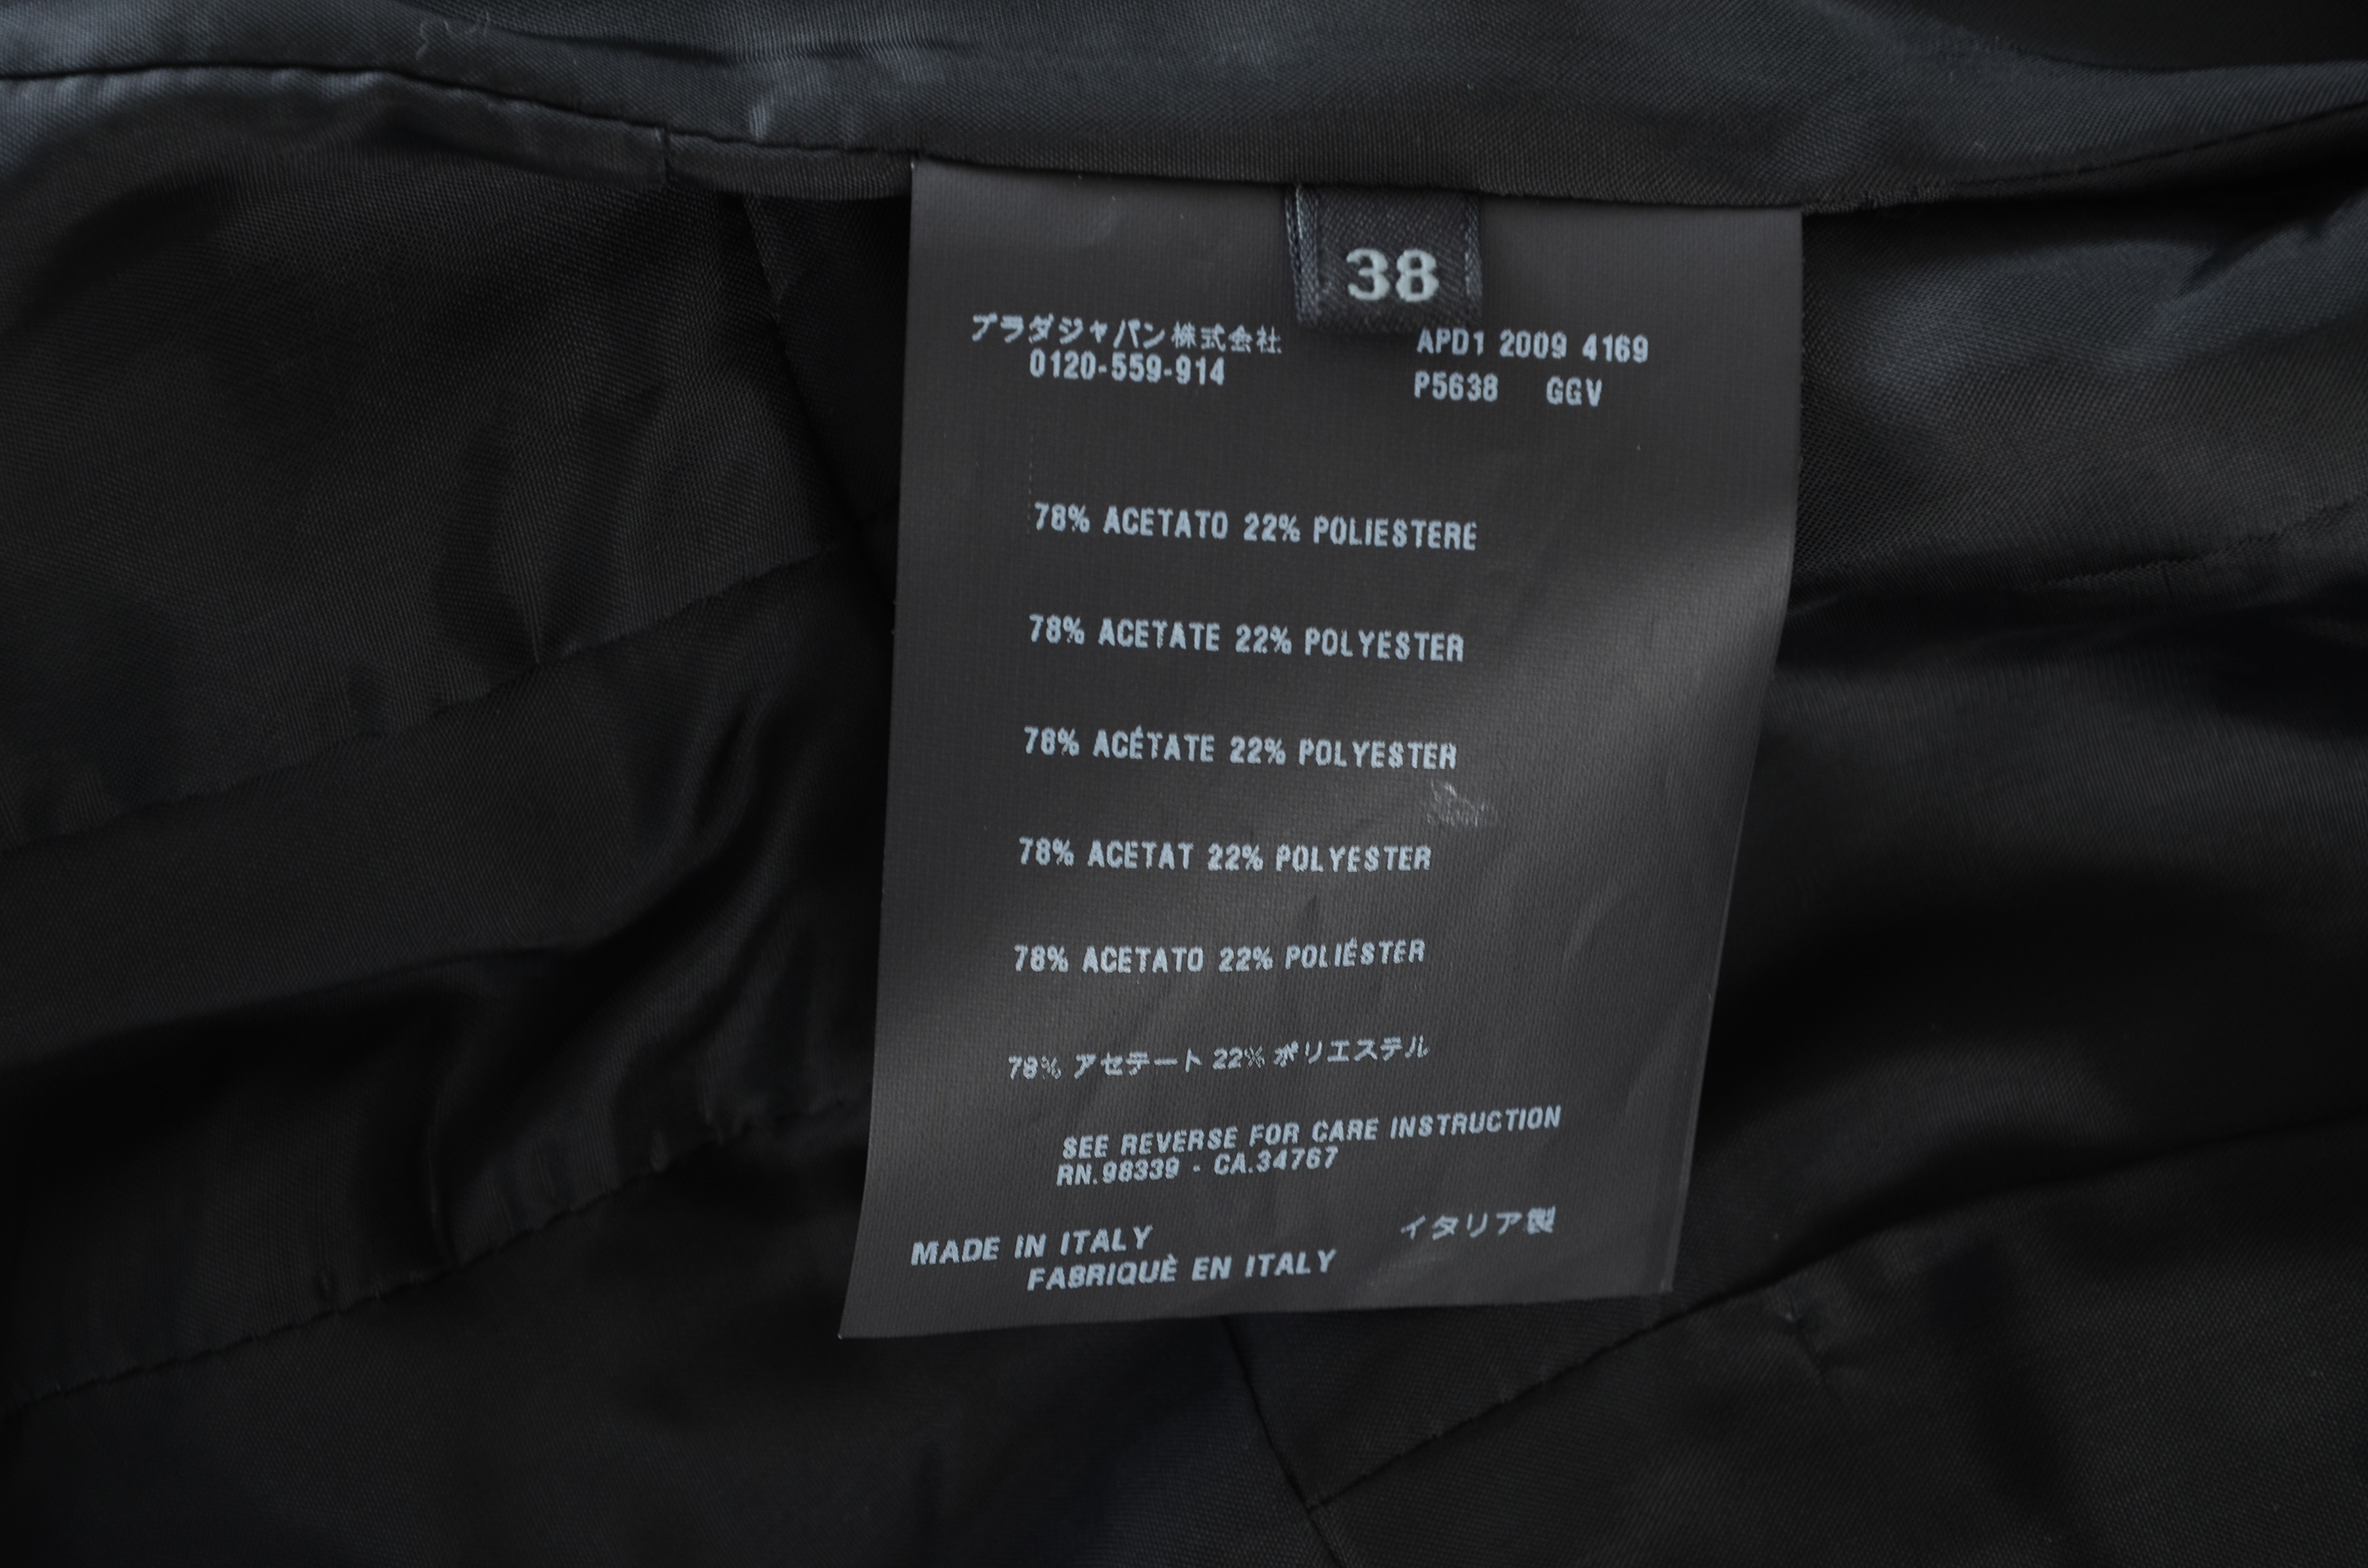 38
プラダジャパン株式会社
0120-559-914
APD1 2009 4169
P5638 GGV
78% ACETATO 22% POLIESTERE
78% ACETATE 22% POLYESTER
78% ACÉTATE 22% POLYESTER
78% ACETAT 22% POLYESTER
78% ACETATO 22% POLIÉSTER
78% アセテート 22% ポリエステル
SEE REVERSE FOR CARE INSTRUCTION
RN.98339 - CA.34767
MADE IN ITALY イタリア製
FABRIQUÈ EN ITALY